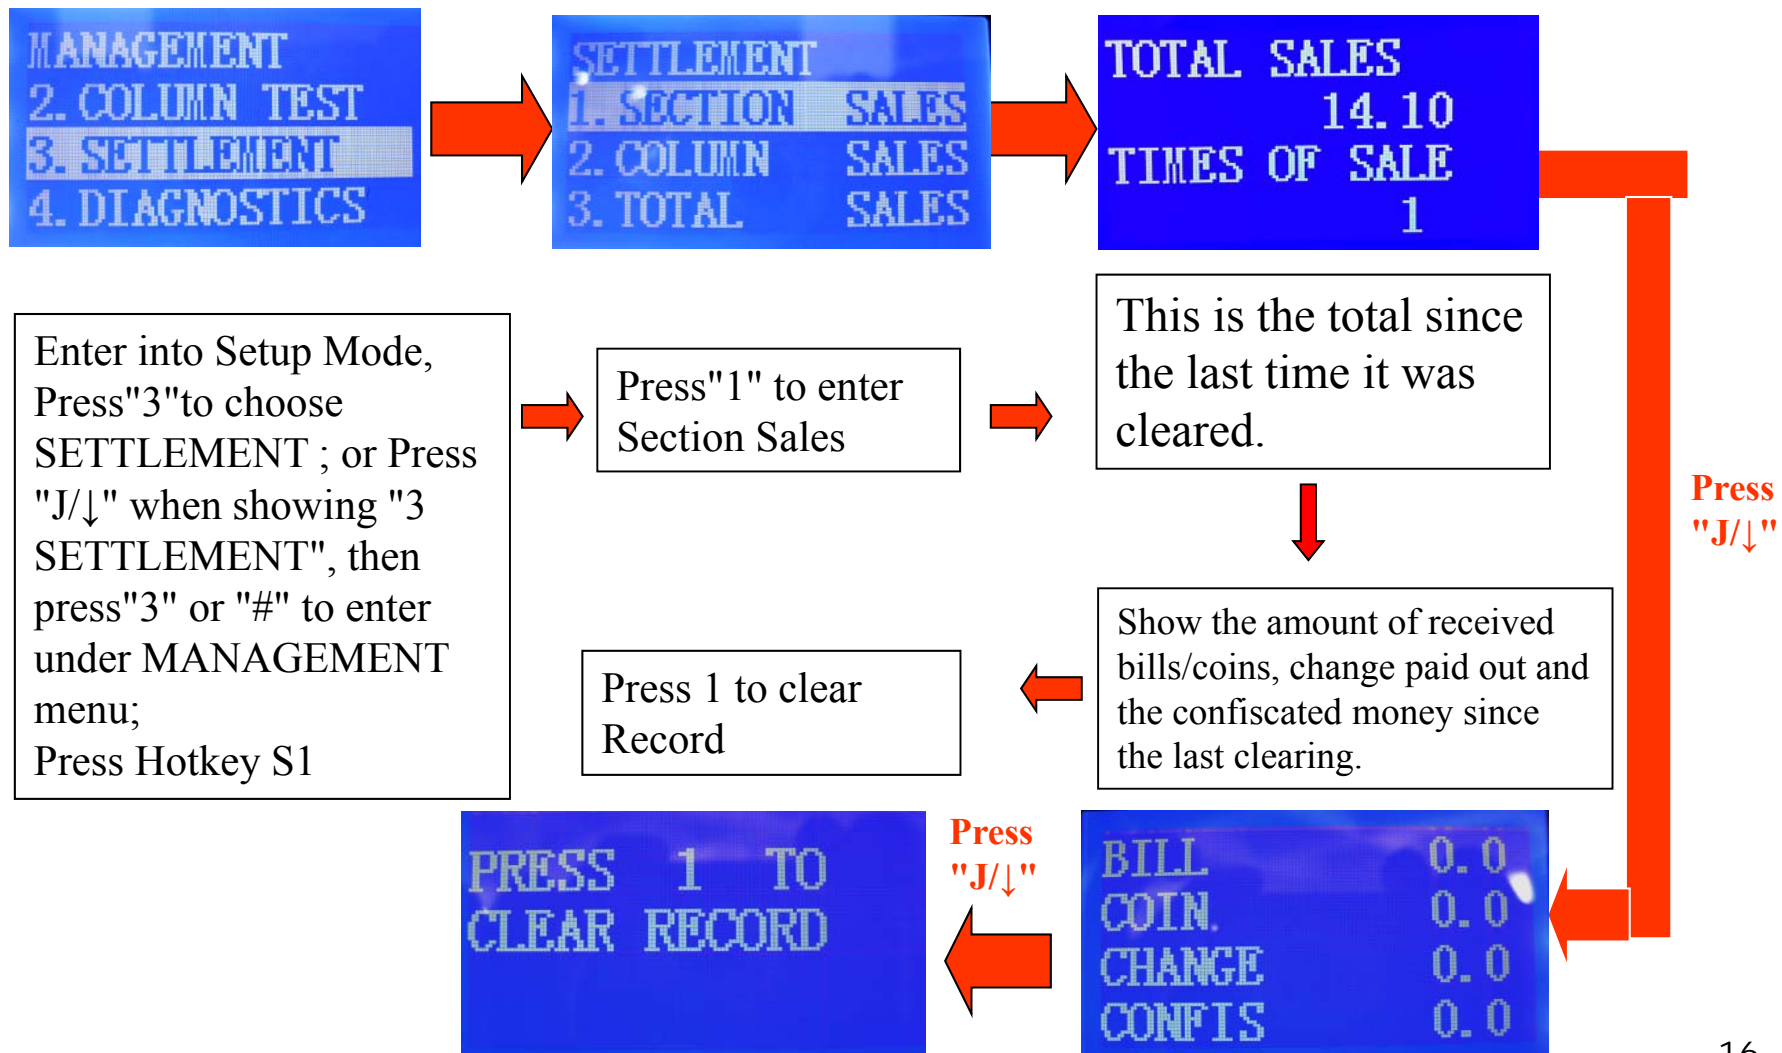 MANAGEMENT
2. COLUMN TEST
3. SETTLEMENT
4. DIAGNOSTICS
SETTLEMENT
1. SECTION SALES
2. COLUMN SALES
3. TOTAL SALES
TOTAL SALES
14.10
TIMES OF SALE
1
Enter into Setup Mode,
Press"3"to choose
SETTLEMENT ; or Press
"J/↓" when showing "3
SETTLEMENT", then
press"3" or "#" to enter
under MANAGEMENT
menu;
Press Hotkey S1
Press"1" to enter
Section Sales
This is the total since
the last time it was
cleared.
Press
"J/↓"
Show the amount of received
bills/coins, change paid out and
the confiscated money since
the last clearing.
Press 1 to clear
Record
PRESS 1 TO
CLEAR RECORD
Press
"J/↓"
BILL 0.0
COIN. 0.0
CHANGE 0.0
CONFIS 0.0
16